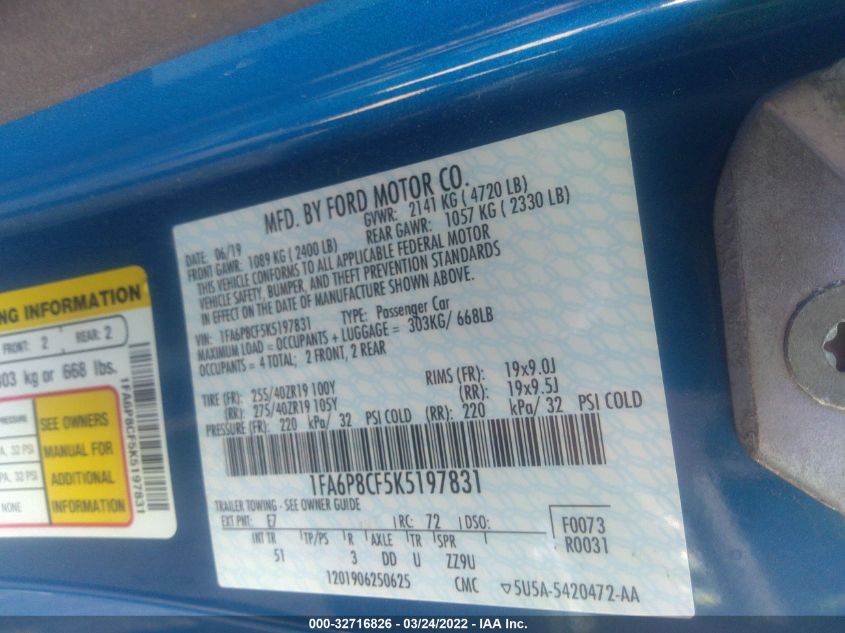 MFD. BY FORD MOTOR CO.
DATE: 06/19 GVWR: 2141 KG ( 4720 LB)
FRONT GAWR: 1089 KG ( 2400 LB) REAR GAWR: 1057 KG ( 2330 LB)
THIS VEHICLE CONFORMS TO ALL APPLICABLE FEDERAL MOTOR
VEHICLE SAFETY, BUMPER, AND THEFT PREVENTION STANDARDS
IN EFFECT ON THE DATE OF MANUFACTURE SHOWN ABOVE.
VIN: 1FA6P8CF5K5197831 TYPE: Passenger Car
MAXIMUM LOAD = OCCUPANTS + LUGGAGE = 303KG/ 668LB
OCCUPANTS = 4 TOTAL; 2 FRONT, 2 REAR
TIRE (FR): 255/40ZR19 100Y RIMS (FR): 19x9.0J
(RR): 275/40ZR19 105Y (RR): 19x9.5J
PRESSURE (FR): 220 kPa/ 32 PSI COLD (RR): 220 kPa/ 32 PSI COLD
1FA6P8CF5K5197831
TRAILER TOWING - SEE OWNER GUIDE
EXT PNT: E7 RC: 72 DSO: F0073
INT TR TP/PS R AXLE TR SPR R0031
51 3 DD U ZZ9U
1201906250625 CMC 5U5A-5420472-AA
NG INFORMATION
FRONT: 2 REAR: 2
03 kg or 668 lbs.
SEE OWNERS
MANUAL FOR
ADDITIONAL
INFORMATION
PRESSURE
A, 32 PSI
PA, 32 PSI
NONE
1FA6P8CF5K5197831
000-32716826 - 03/24/2022 - IAA Inc.